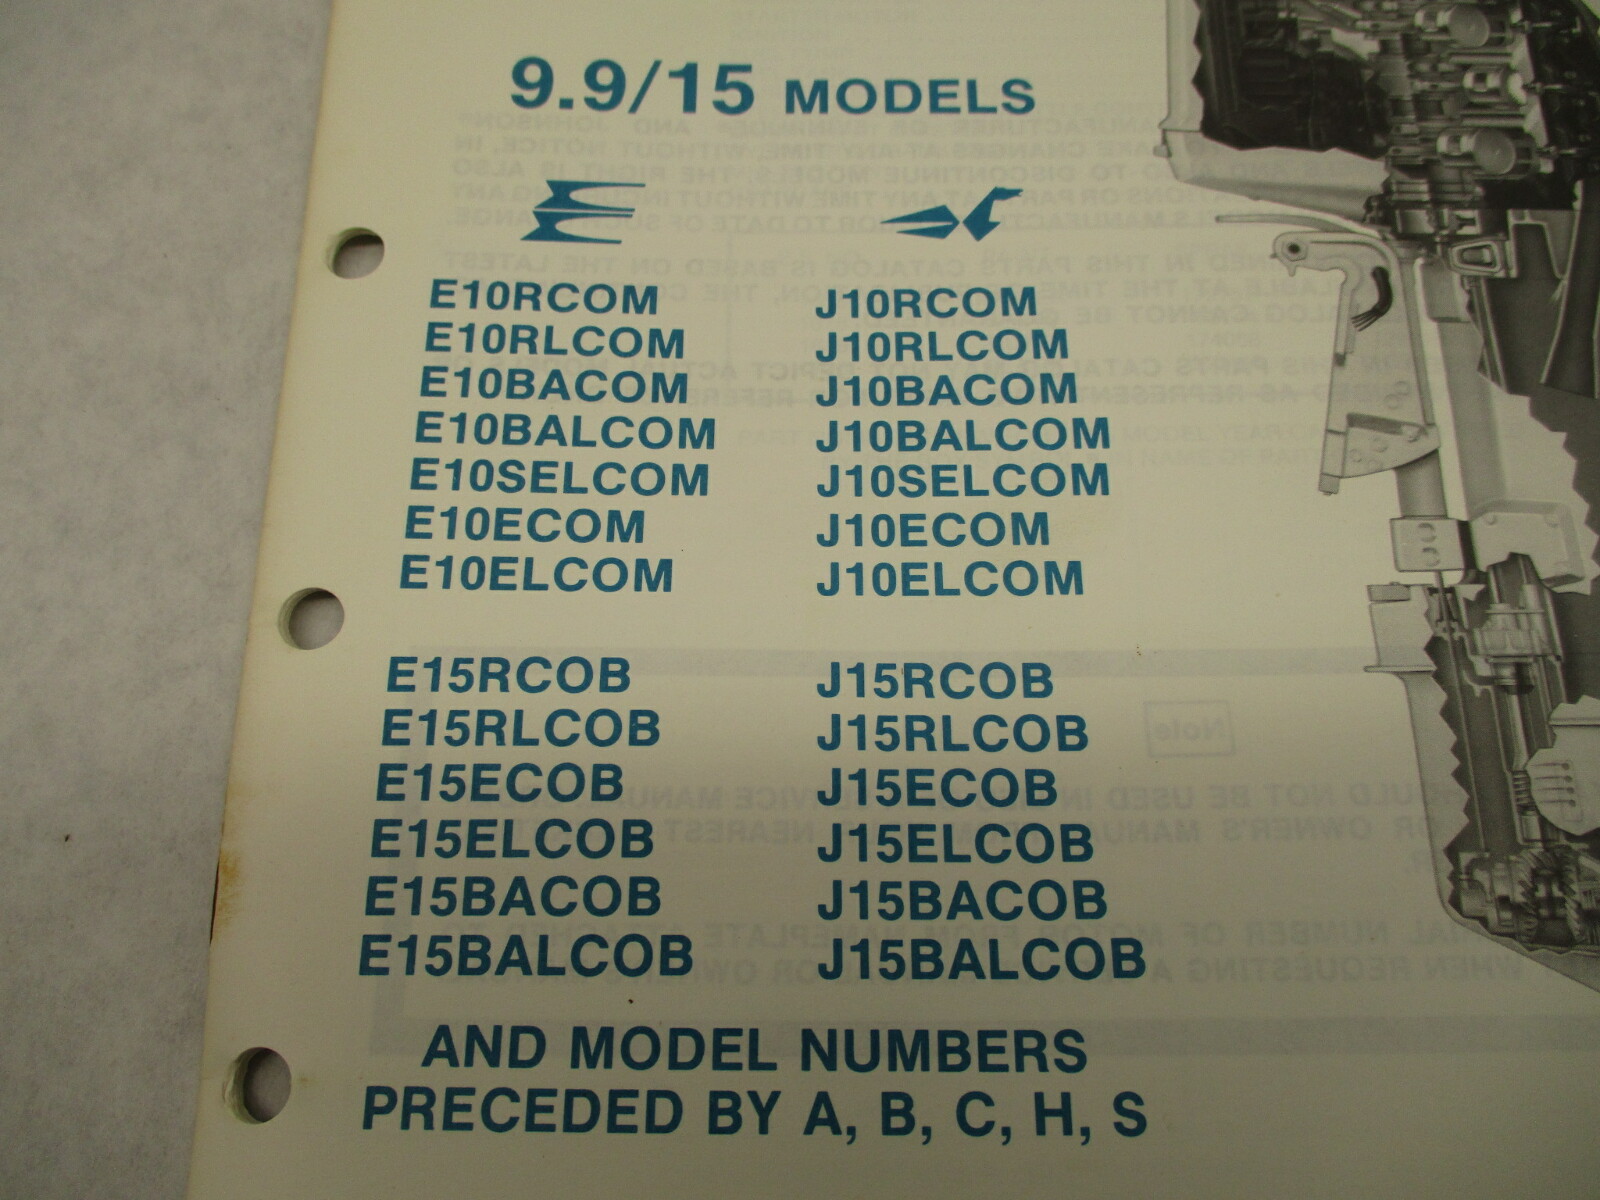 9.9/15 MODELS
E10RCOM J10RCOM
E10RLCOM J10RLCOM
E10BACOM J10BACOM
E10BALCOM J10BALCOM
E10SELCOM J10SELCOM
E10ECOM J10ECOM
E10ELCOM J10ELCOM
E15RCOB J15RCOB
E15RLCOB J15RLCOB
E15ECOB J15ECOB
E15ELCOB J15ELCOB
E15BACOB J15BACOB
E15BALCOB J15BALCOB
AND MODEL NUMBERS
PRECEDED BY A, B, C, H, S